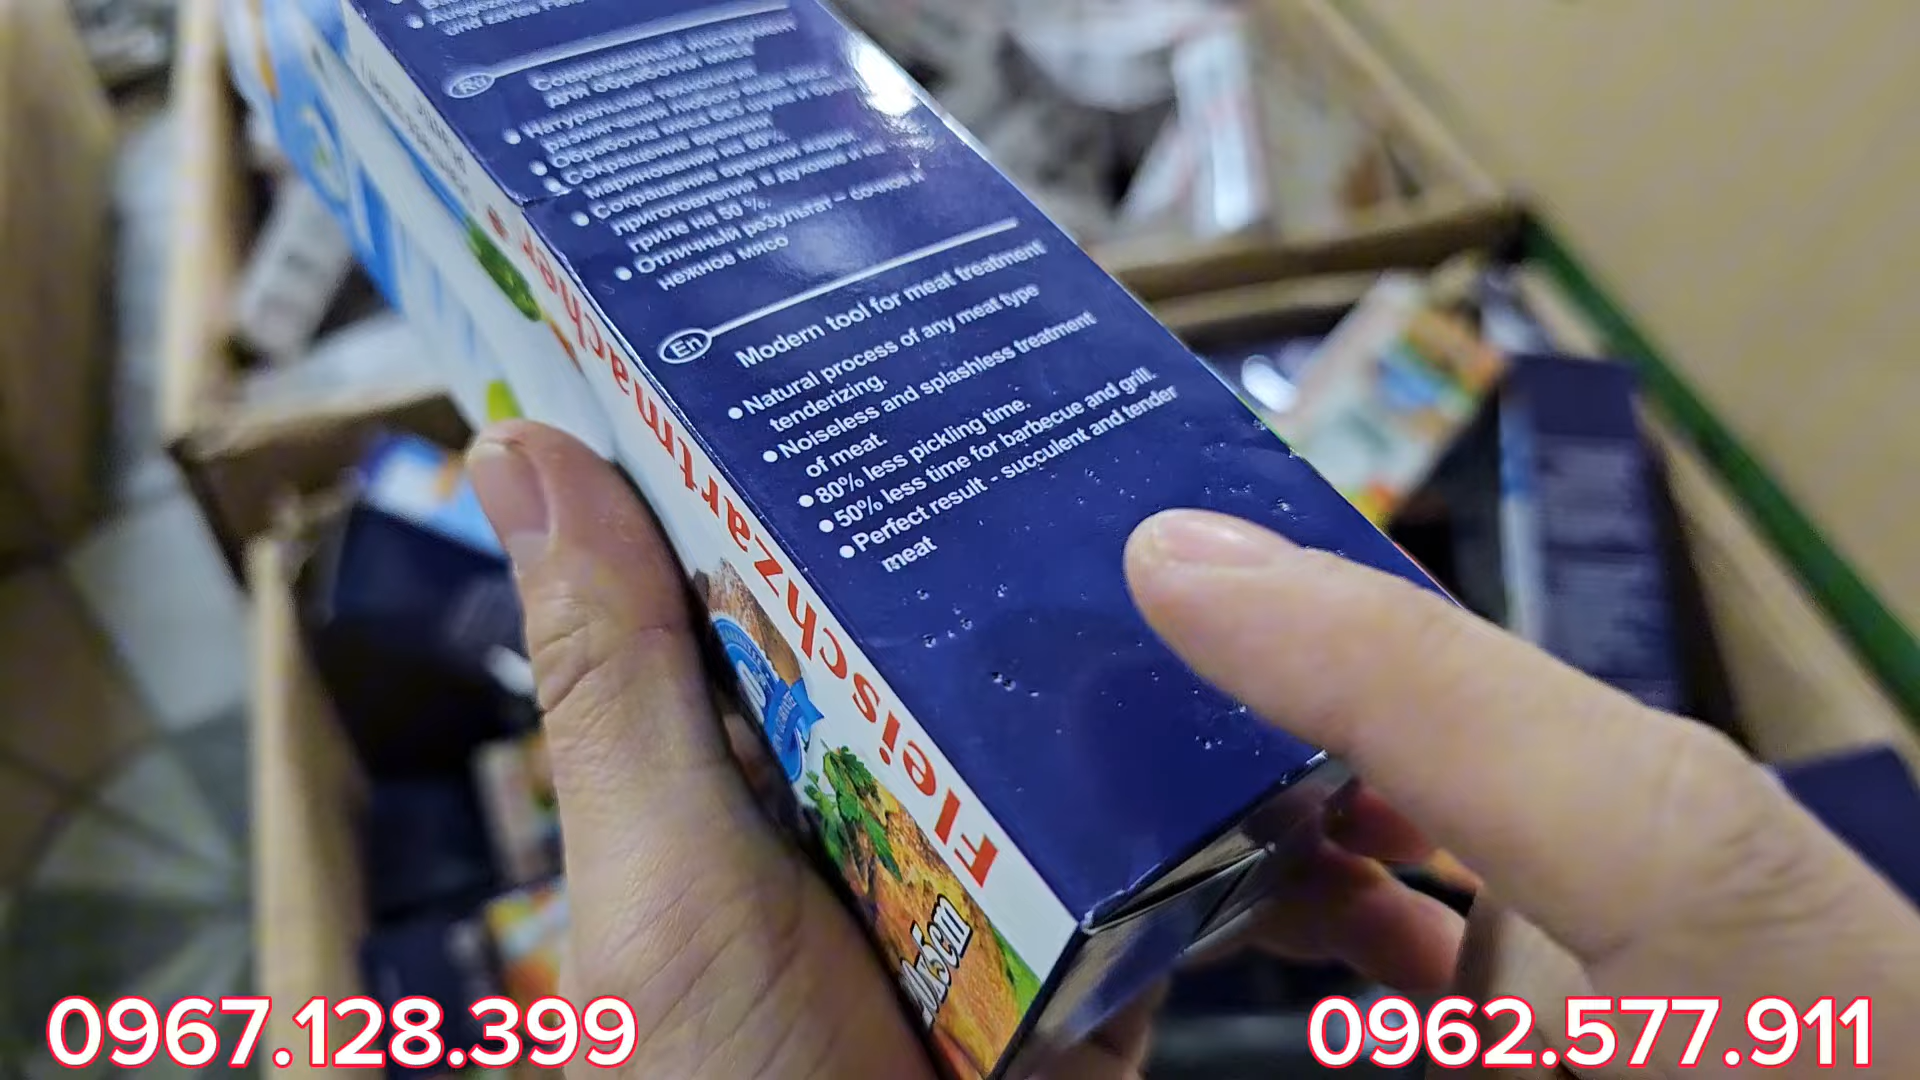 Ru
Современный инструмент
для обработки мяса
● Натуральная технология
размягчения любого вида мяса
● Обработка мяса без шума и
● Сокращение времени
маринования на 80%
● Сокращение времени
приготовления в духовке и
гриле на 50 %.
● Отличный результат – сочное и
нежное мясо
En
Modern tool for meat treatment
● Natural process of any meat type
tenderizing.
● Noiseless and splashless treatment
of meat.
● 80% less pickling time.
● 50% less time for barbecue and grill.
● Perfect result - succulent and tender
meat
Fleischzartmacher
0967.128.399
0962.577.911